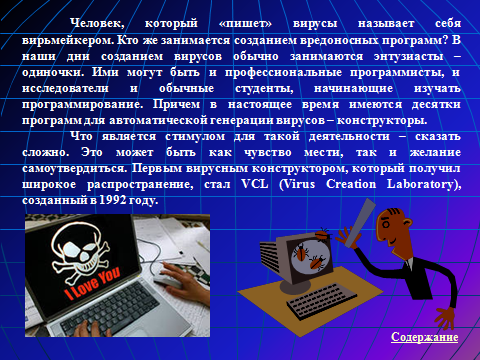 Человек, который «пишет» вирусы называет себя
вирьмейкером. Кто же занимается созданием вредоносных программ? В
наши дни созданием вирусов обычно занимаются энтузиасты –
одиночки. Ими могут быть и профессиональные программисты, и
исследователи и обычные студенты, начинающие изучать
программирование. Причем в настоящее время имеются десятки
программ для автоматической генерации вирусов – конструкторы.
Что является стимулом для такой деятельности – сказать
сложно. Это может быть как чувство мести, так и желание
самоутвердиться. Первым вирусным конструктором, который получил
широкое распространение, стал VCL (Virus Creation Laboratory),
созданный в 1992 году.
I Love You
Содержание